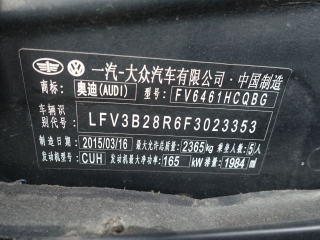 一汽-大众汽车有限公司·中国制造
品牌：奥迪(AUDI) 型号：FV6461HCQBG
车辆识
别代号： LFV3B28R6F3023353
制造日期 2015/03/16 最大允许总质量：2365kg 乘坐人数：5人
发动机型号 CUH 发动机最大净功率：165 kW 排量：1984 ml